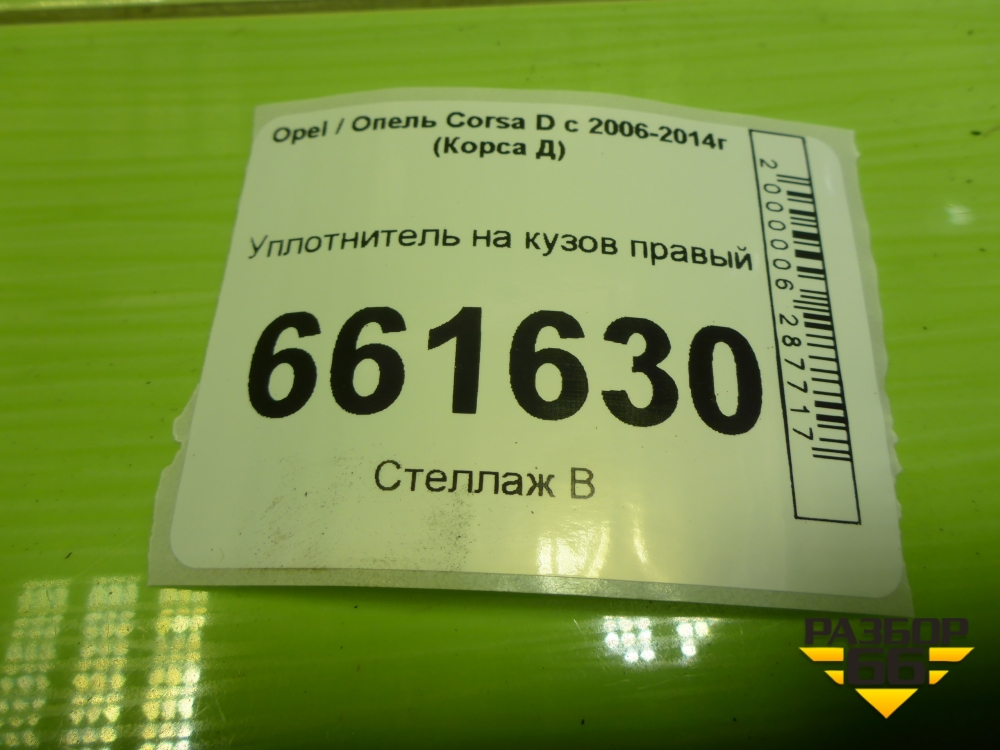 Opel / Опель Corsa D с 2006-2014г
(Корса Д)
Уплотнитель на кузов правый
661630
Стеллаж В
2000006287717
РАЗБОР
66